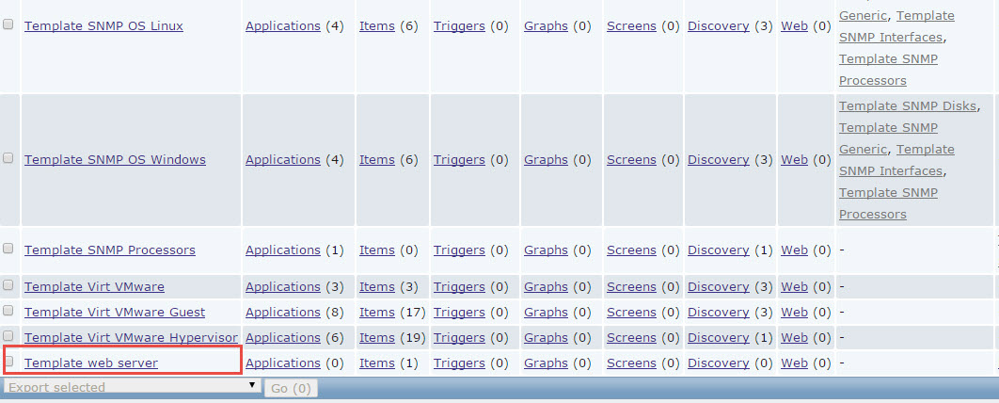 Generic, Template
Template SNMP OS Linux Applications (4) Items (6) Triggers (0) Graphs (0) Screens (0) Discovery (3) Web (0)
SNMP Interfaces,
Template SNMP
Processors
Template SNMP Disks,
Template SNMP
Template SNMP OS Windows Applications (4) Items (6) Triggers (0) Graphs (0) Screens (0) Discovery (3) Web (0)
Generic, Template
SNMP Interfaces,
Template SNMP
Processors
Template SNMP Processors Applications (1) Items (0) Triggers (0) Graphs (0) Screens (0) Discovery (1) Web (0) -
Template Virt VMware Applications (3) Items (3) Triggers (0) Graphs (0) Screens (0) Discovery (3) Web (0) -
Template Virt VMware Guest Applications (8) Items (17) Triggers (0) Graphs (0) Screens (0) Discovery (3) Web (0) -
Template Virt VMware Hypervisor Applications (6) Items (19) Triggers (0) Graphs (0) Screens (0) Discovery (1) Web (0) -
Template web server Applications (0) Items (1) Triggers (0) Graphs (0) Screens (0) Discovery (0) Web (0) -
Export selected Go (0)